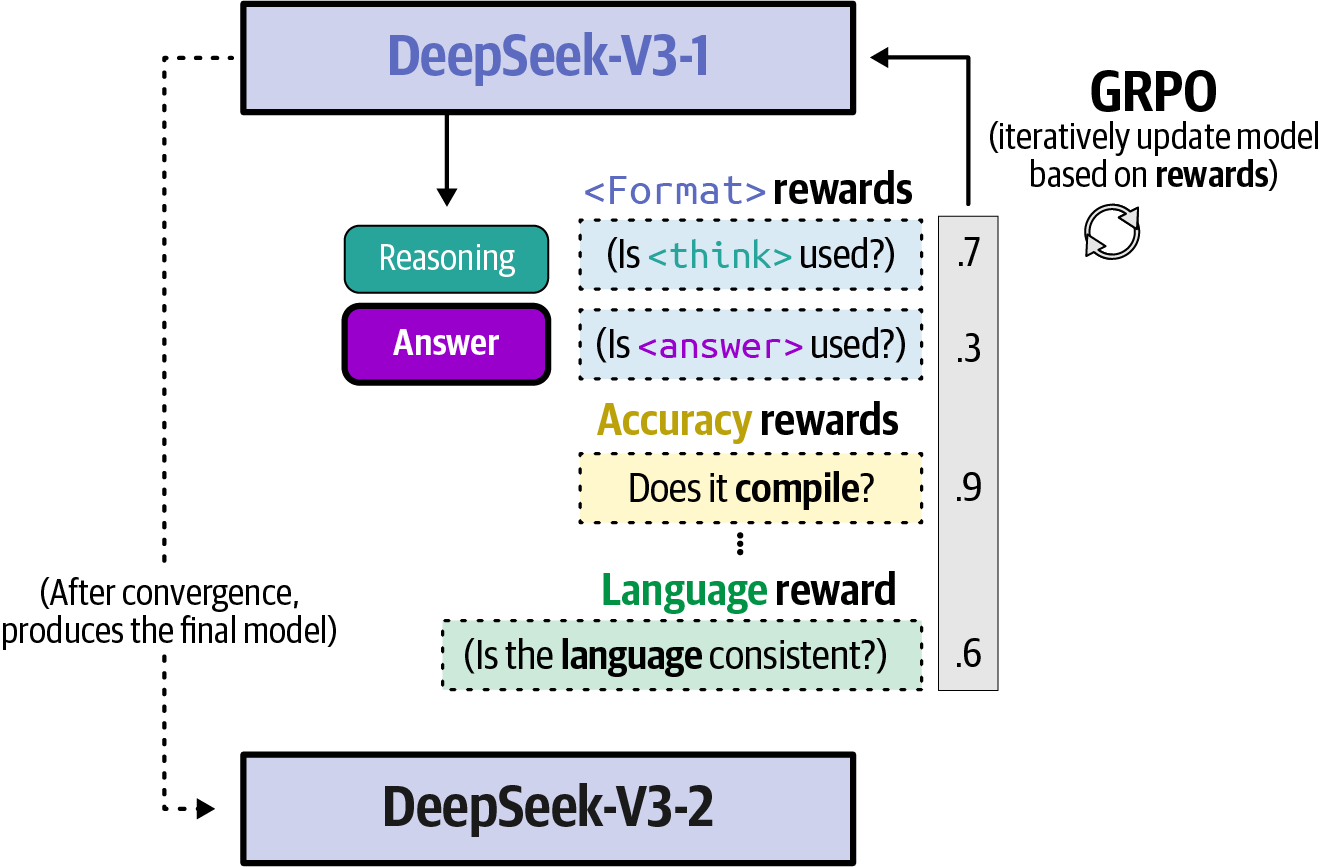 DeepSeek-V3-1
GRPO
(iteratively update model
based on rewards)
<Format> rewards
Reasoning
(Is <think> used?)
.7
Answer
(Is <answer> used?)
.3
Accuracy rewards
Does it compile?
.9
Language reward
(Is the language consistent?)
.6
(After convergence,
produces the final model)
DeepSeek-V3-2